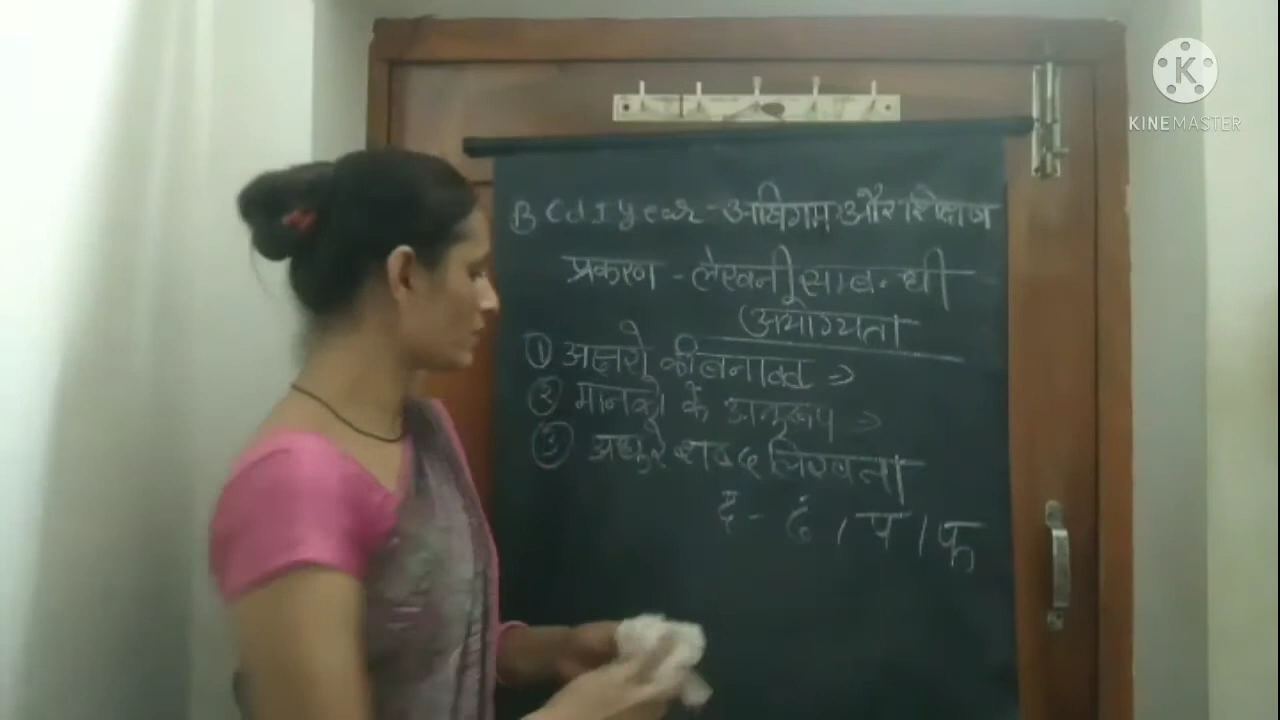 B Ed I year - अधिगम और शिक्षण
प्रकरण - लेखनी सम्बन्धी
अयोग्यता
① अक्षरो की बनावट →
② मानको के अनुरूप →
③ अधुरे शब्द लिखना
द - ढ / प / फ
KINEMASTER